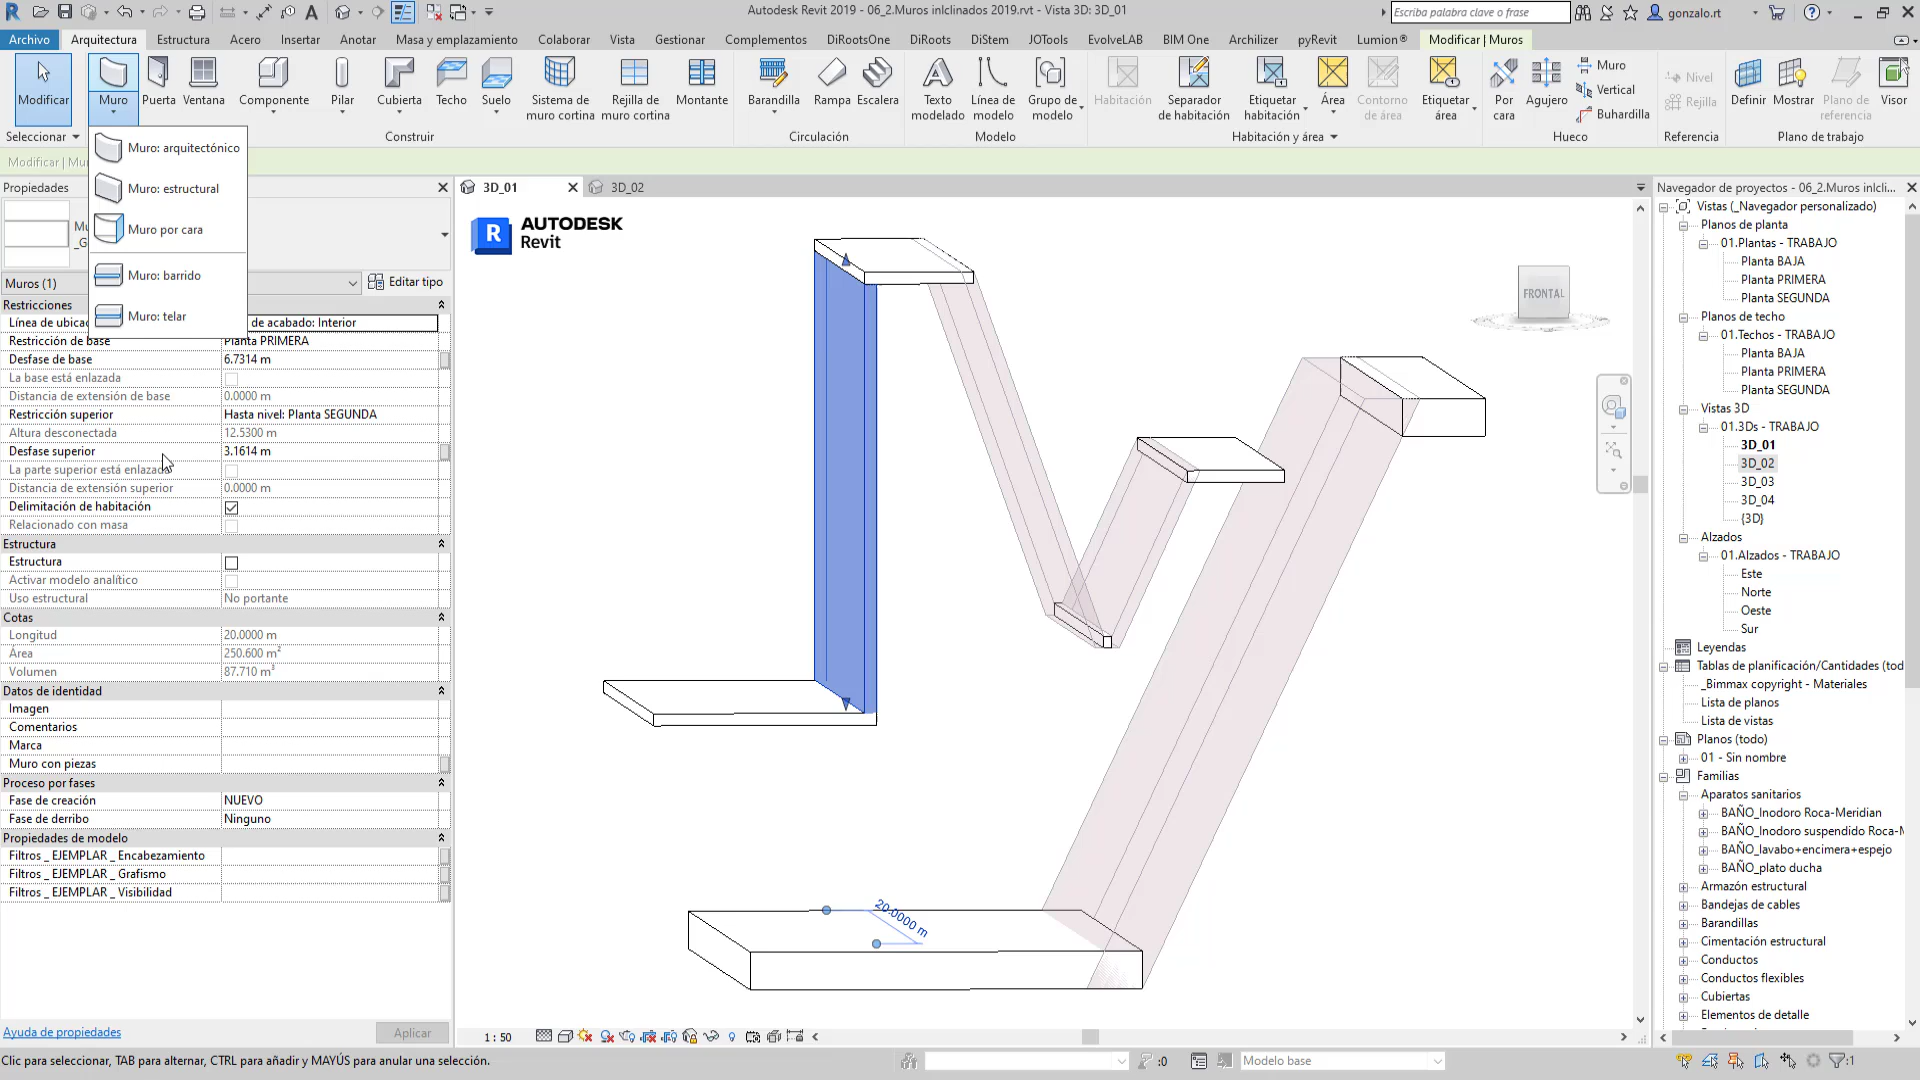 Autodesk Revit 2019 - 06_2.Muros inlclinados 2019.rvt - Vista 3D: 3D_01
Escriba palabra clave o frase
gonzalo.rt
Archivo Arquitectura Estructura Acero Insertar Anotar Masa y emplazamiento Colaborar Vista Gestionar Complementos DiRootsOne DiRoots DiStem JOTools EvolveLAB BIM One Archilizer pyRevit Lumion® Modificar | Muros
Modificar Muro Puerta Ventana Componente Pilar Cubierta Techo Suelo Sistema de muro cortina Rejilla de muro cortina Montante
Barandilla Rampa Escalera Texto modelado Línea de modelo Grupo de modelo
Habitación Separador de habitación Etiquetar habitación Área Contorno de área Etiquetar área
Por cara Agujero Muro Vertical Buhardilla
Nivel Rejilla
Definir Mostrar Plano de referencia Visor
Seleccionar Construir Circulación Modelo Habitación y área Hueco Referencia Plano de trabajo
Modificar | Mu
Muro: arquitectónico
Muro: estructural
Muro por cara
Muro: barrido
Muro: telar
Propiedades
Mu
_G
Muros (1) Editar tipo
Restricciones
Línea de ubicac de acabado: Interior
Restricción de base Planta PRIMERA
Desfase de base 6.7314 m
La base está enlazada
Distancia de extensión de base 0.0000 m
Restricción superior Hasta nivel: Planta SEGUNDA
Altura desconectada 12.5300 m
Desfase superior 3.1614 m
La parte superior está enlazada
Distancia de extensión superior 0.0000 m
Delimitación de habitación
Relacionado con masa
Estructura
Estructura
Activar modelo analítico
Uso estructural No portante
Cotas
Longitud 20.0000 m
Área 250.600 m²
Volumen 87.710 m³
Datos de identidad
Imagen
Comentarios
Marca
Muro con piezas
Proceso por fases
Fase de creación NUEVO
Fase de derribo Ninguno
Propiedades de modelo
Filtros _ EJEMPLAR _ Encabezamiento
Filtros _ EJEMPLAR _ Grafismo
Filtros _ EJEMPLAR _ Visibilidad
Ayuda de propiedades Aplicar
3D_01 3D_02
R AUTODESK
Revit
FRONTAL
20.0000 m
1 : 50
Navegador de proyectos - 06_2.Muros inlcli...
Vistas (_Navegador personalizado)
Planos de planta
01.Plantas - TRABAJO
Planta BAJA
Planta PRIMERA
Planta SEGUNDA
Planos de techo
01.Techos - TRABAJO
Planta BAJA
Planta PRIMERA
Planta SEGUNDA
Vistas 3D
01.3Ds - TRABAJO
3D_01
3D_02
3D_03
3D_04
{3D}
Alzados
01.Alzados - TRABAJO
Este
Norte
Oeste
Sur
Leyendas
Tablas de planificación/Cantidades (tod
_Bimmax copyright - Materiales
Lista de planos
Lista de vistas
Planos (todo)
01 - Sin nombre
Familias
Aparatos sanitarios
BAÑO_Inodoro Roca-Meridian
BAÑO_Inodoro suspendido Roca-M
BAÑO_lavabo+encimera+espejo
BAÑO_plato ducha
Armazón estructural
Bandejas de cables
Barandillas
Cimentación estructural
Conductos
Conductos flexibles
Cubiertas
Elementos de detalle
Clic para seleccionar, TAB para alternar, CTRL para añadir y MAYÚS para anular una selección.
:0
Modelo base
:1